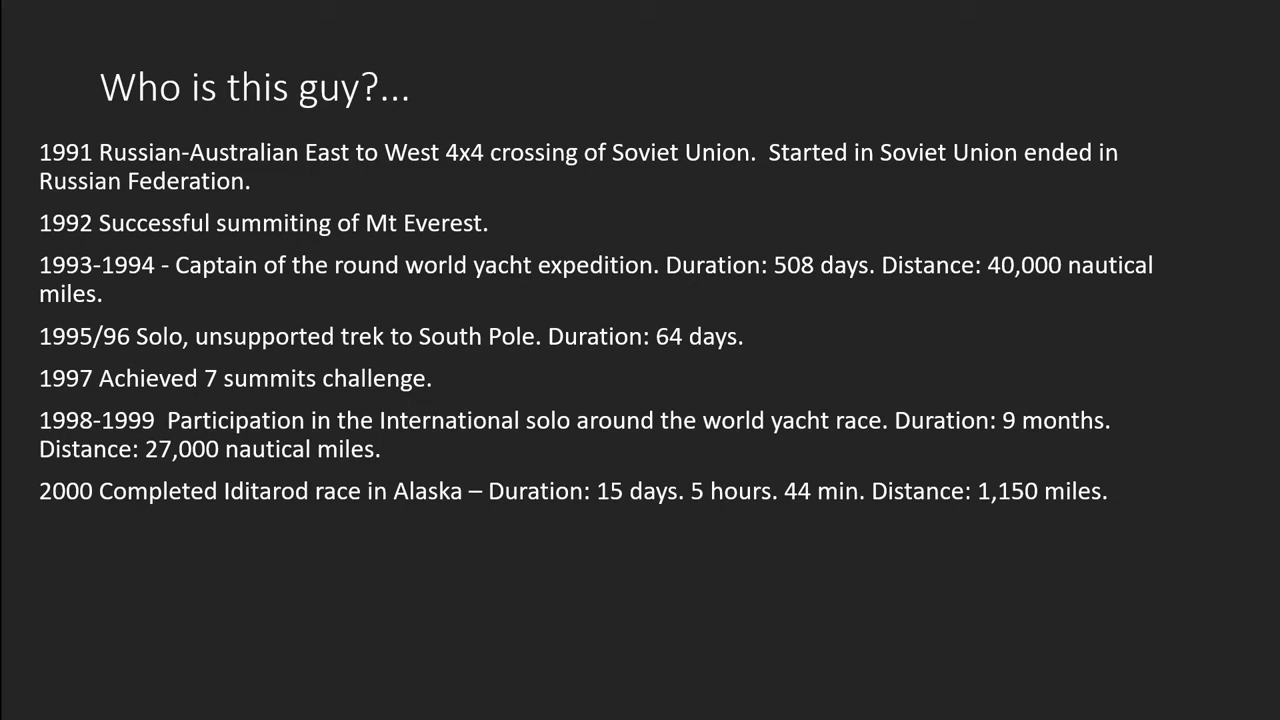 Who is this guy?...
1991 Russian-Australian East to West 4x4 crossing of Soviet Union.  Started in Soviet Union ended in
Russian Federation.
1992 Successful summiting of Mt Everest.
1993-1994 - Captain of the round world yacht expedition. Duration: 508 days. Distance: 40,000 nautical
miles.
1995/96 Solo, unsupported trek to South Pole. Duration: 64 days.
1997 Achieved 7 summits challenge.
1998-1999  Participation in the International solo around the world yacht race. Duration: 9 months.
Distance: 27,000 nautical miles.
2000 Completed Iditarod race in Alaska – Duration: 15 days. 5 hours. 44 min. Distance: 1,150 miles.